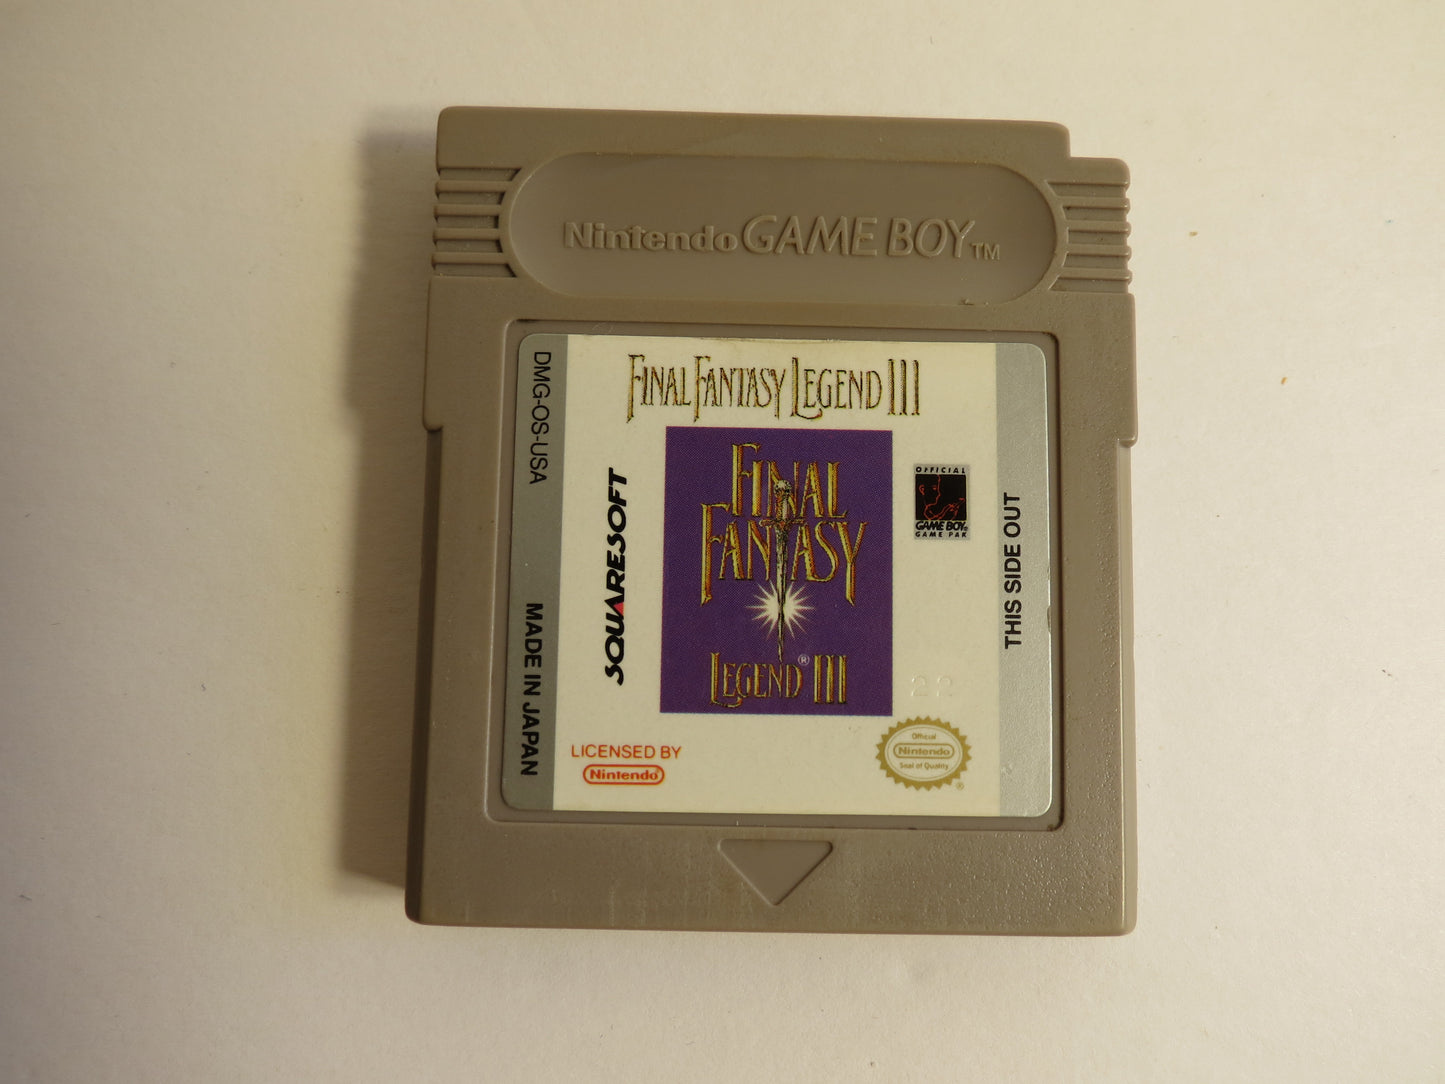 Nintendo GAME BOY TM
DMG-OS-USA
MADE IN JAPAN
FINAL FANTASY LEGEND III
SQUARESOFT
FINAL
FANTASY
LEGEND® III
OFFICIAL
GAME BOY®
GAME PAK
THIS SIDE OUT
22
LICENSED BY
Nintendo
Official
Nintendo
Seal of Quality
®